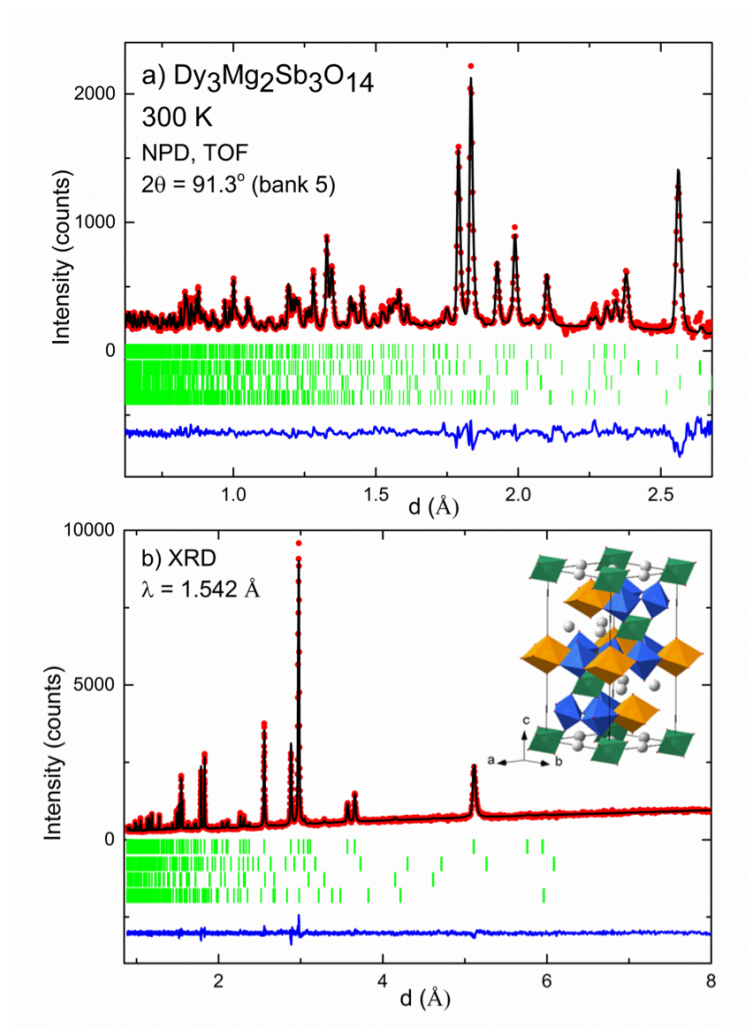 a) Dy3Mg2Sb3O14
300 K
NPD, TOF
2θ = 91.3° (bank 5)
Intensity (counts)
2000
1000
0
1.0 1.5 2.0 2.5
d (Å)
b) XRD
λ = 1.542 Å
Intensity (counts)
10000
5000
0
c
a b
2 4 6 8
d (Å)